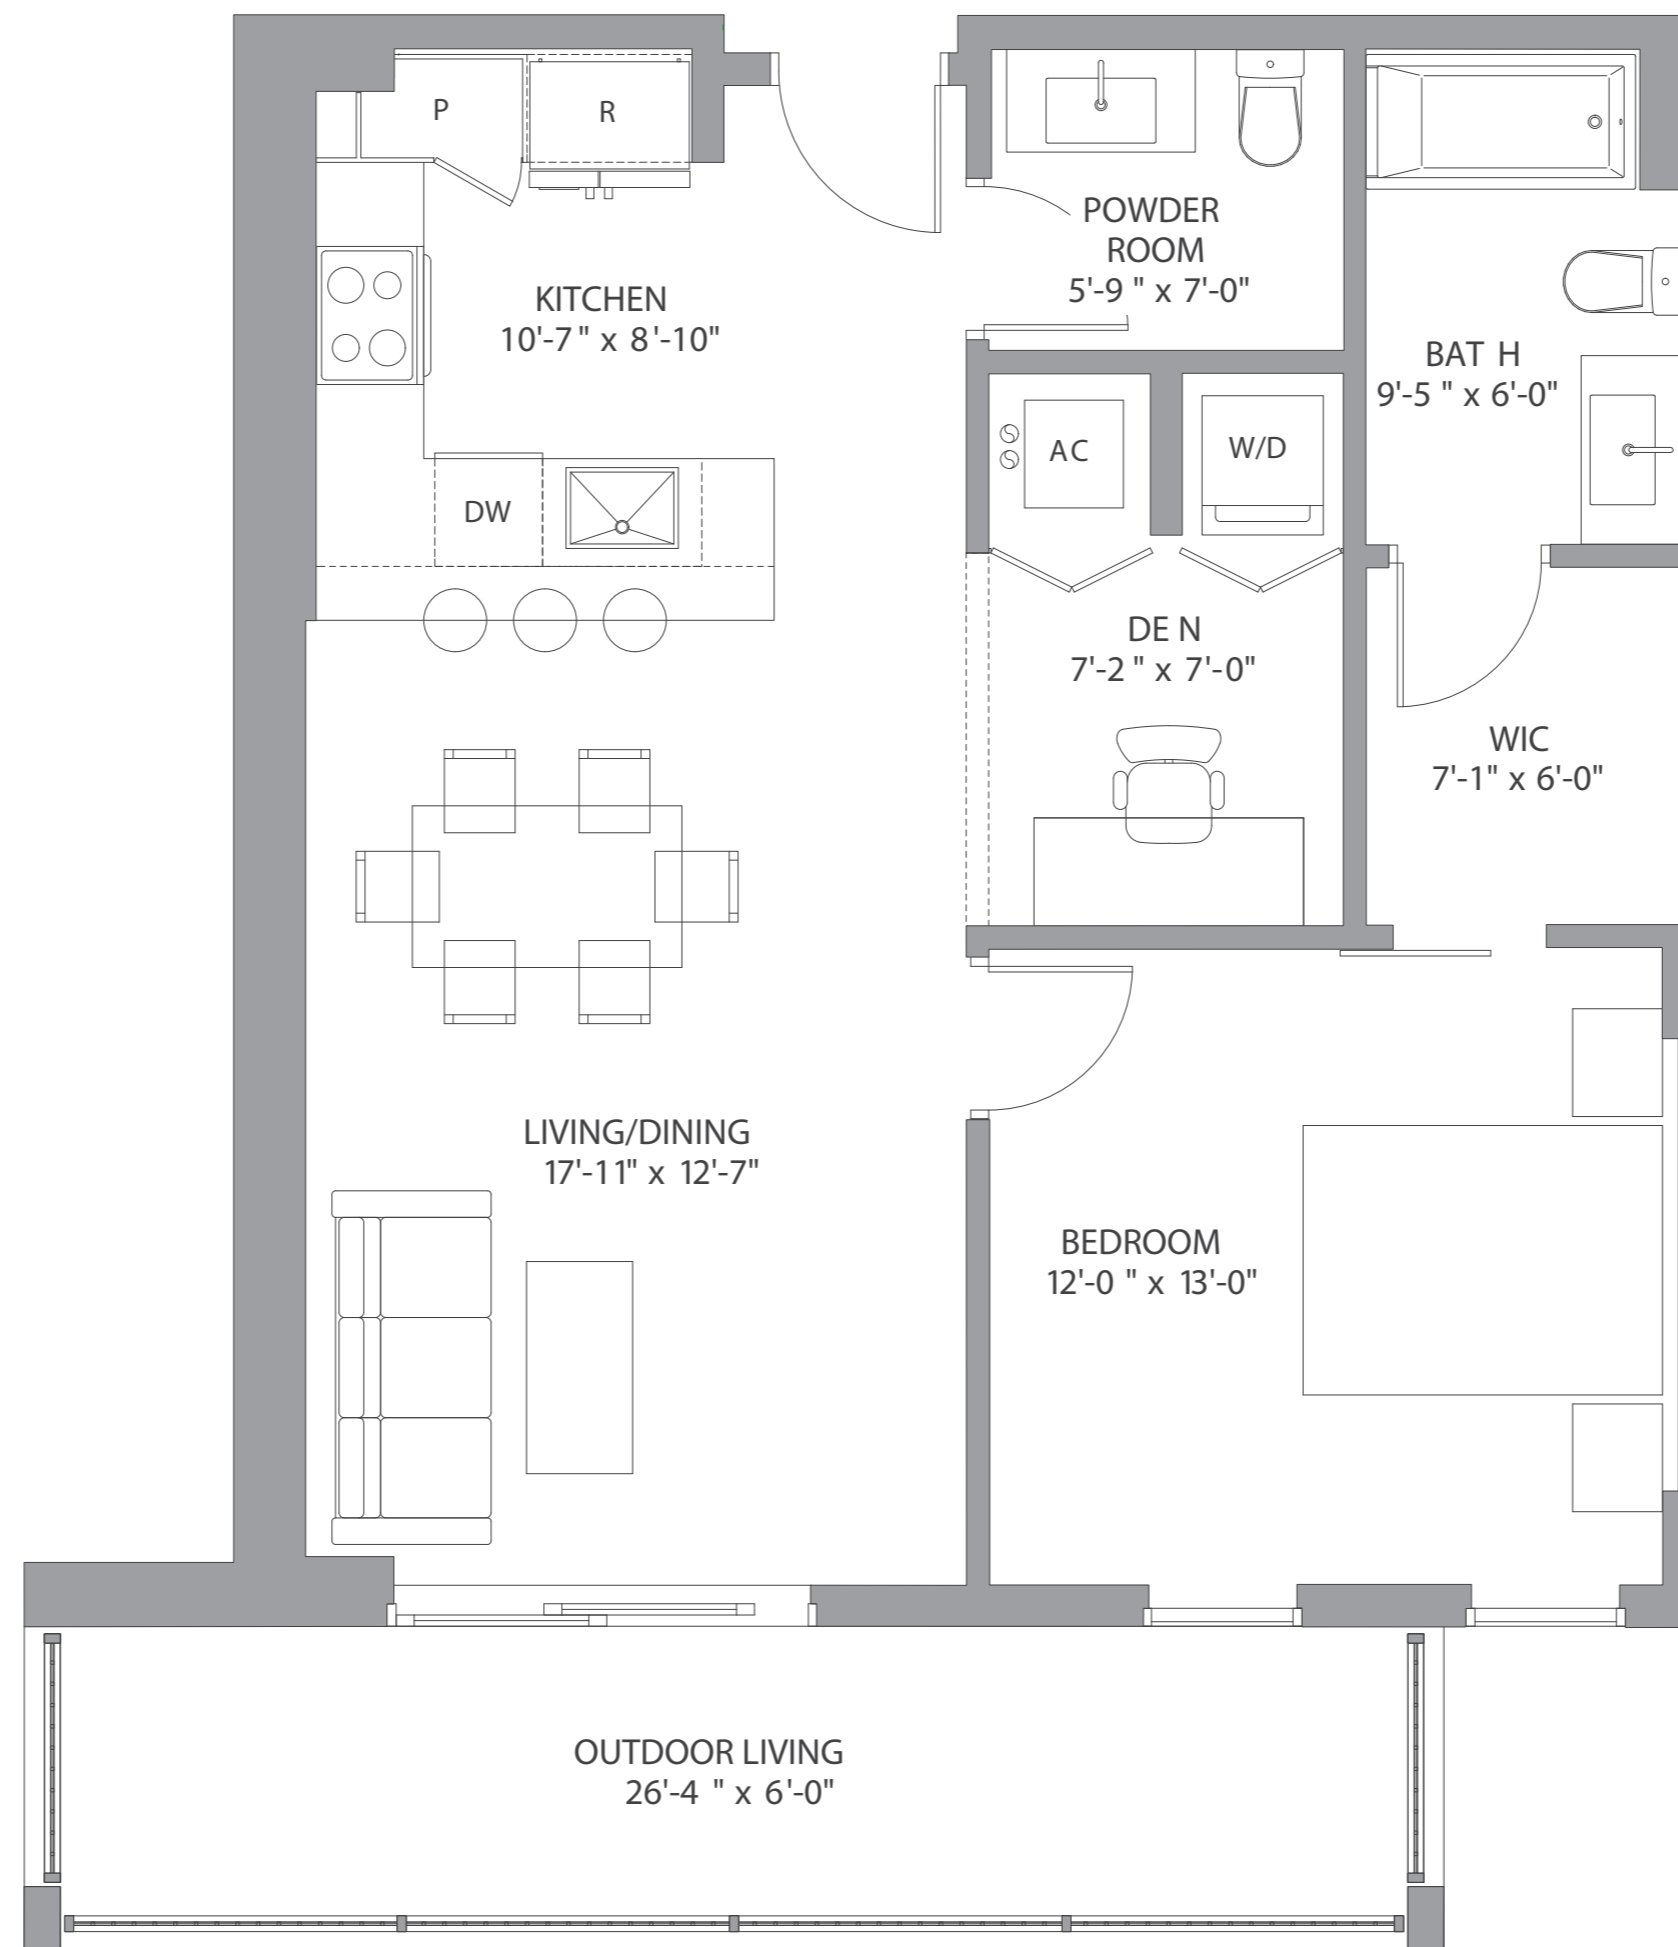 P
R
POWDER
ROOM
5'-9 " x 7'-0"
KITCHEN
10'-7" x 8'-10"
BAT H
9'-5 " x 6'-0"
AC
W/D
DW
DE N
7'-2 " x 7'-0"
WIC
7'-1" x 6'-0"
LIVING/DINING
17'-11" x 12'-7"
BEDROOM
12'-0 " x 13'-0"
OUTDOOR LIVING
26'-4 " x 6'-0"